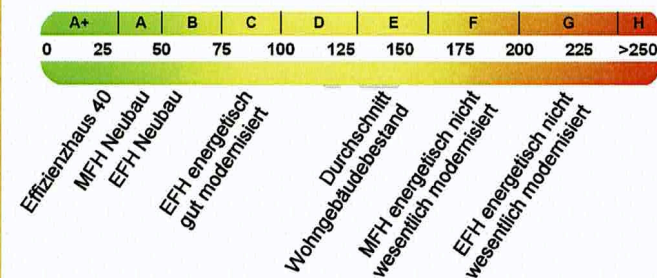 A+ A B C D E F G H
0 25 50 75 100 125 150 175 200 225 >250
Effizienzhaus 40
MFH Neubau
EFH Neubau
EFH energetisch
gut modernisiert
Durchschnitt
Wohngebäudebestand
MFH energetisch nicht
wesentlich modernisiert
EFH energetisch nicht
wesentlich modernisiert